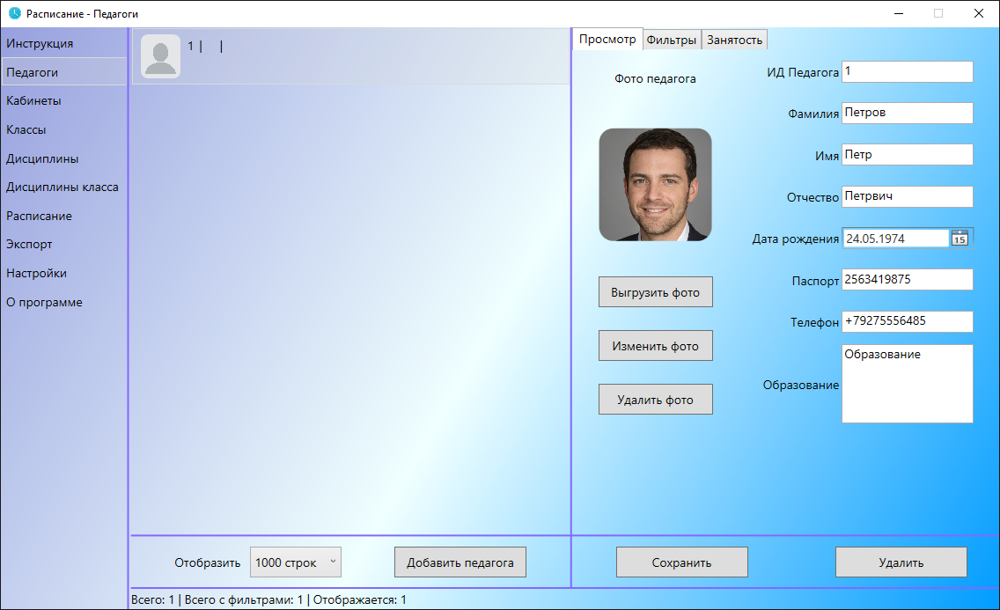 Расписание - Педагоги
Инструкция
Педагоги
Кабинеты
Классы
Дисциплины
Дисциплины класса
Расписание
Экспорт
Настройки
О программе
1 | |
Просмотр Фильтры Занятость
Фото педагога
Выгрузить фото
Изменить фото
Удалить фото
ИД Педагога 1
Фамилия Петров
Имя Петр
Отчество Петрвич
Дата рождения 24.05.1974 15
Паспорт 2563419875
Телефон +79275556485
Образование Образование
Отобразить 1000 строк Добавить педагога
Сохранить Удалить
Всего: 1 | Всего с фильтрами: 1 | Отображается: 1